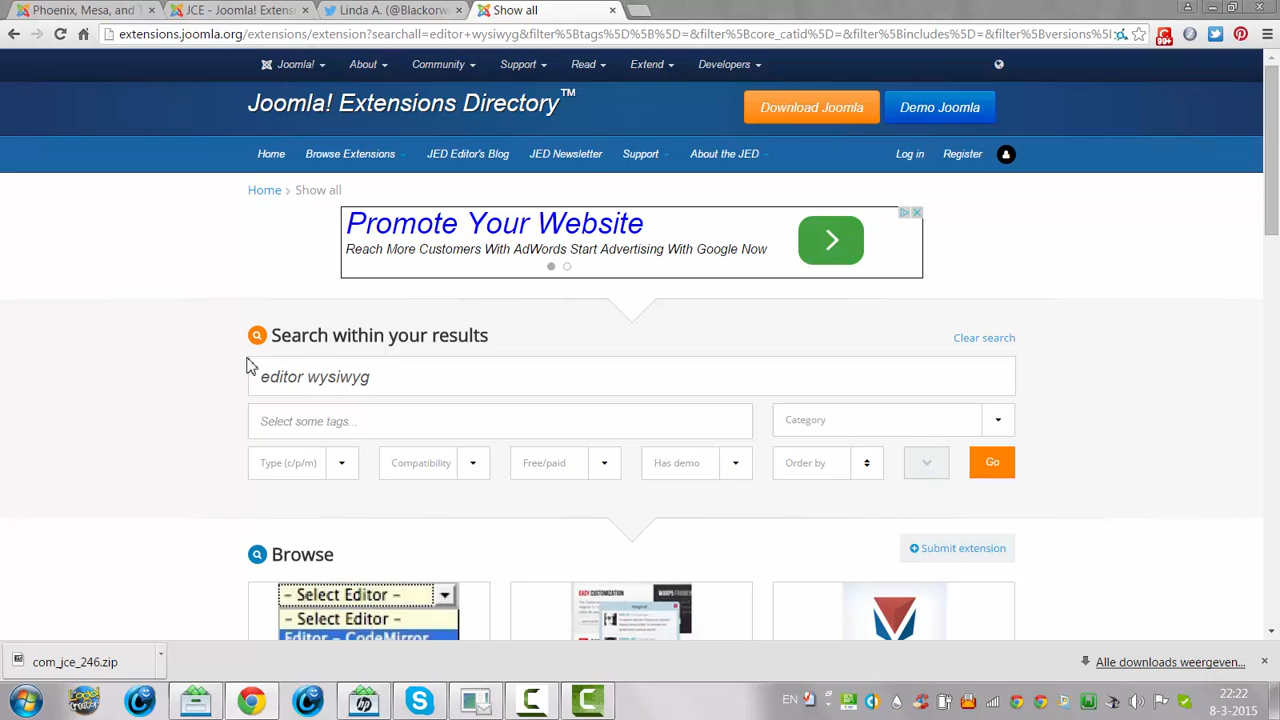 Phoenix, Mesa, and T
JCE - Joomla! Extensi
Linda A. (@Blackorwh
Show all
extensions.joomla.org/extensions/extension?searchall=editor+wysiwyg&filter%5Btags%5D%5B%5D=&filter%5Bcore_catid%5D=&filter%5Bincludes%5D=&filter%5Bversions%5
99+
Joomla!
About
Community
Support
Read
Extend
Developers
Joomla! Extensions Directory™
Download Joomla
Demo Joomla
Home
Browse Extensions
JED Editor's Blog
JED Newsletter
Support
About the JED
Log in
Register
Home
Show all
Promote Your Website
Reach More Customers With AdWords Start Advertising With Google Now
Search within your results
Clear search
editor wysiwyg
Select some tags...
Category
Type (c/p/m)
Compatibility
Free/paid
Has demo
Order by
Go
Browse
Submit extension
- Select Editor -
- Select Editor -
Editor - CodeMirror
EASY CUSTOMIZATION
com_jce_246.zip
Alle downloads weergeven...
EN
22:22
8-3-2015